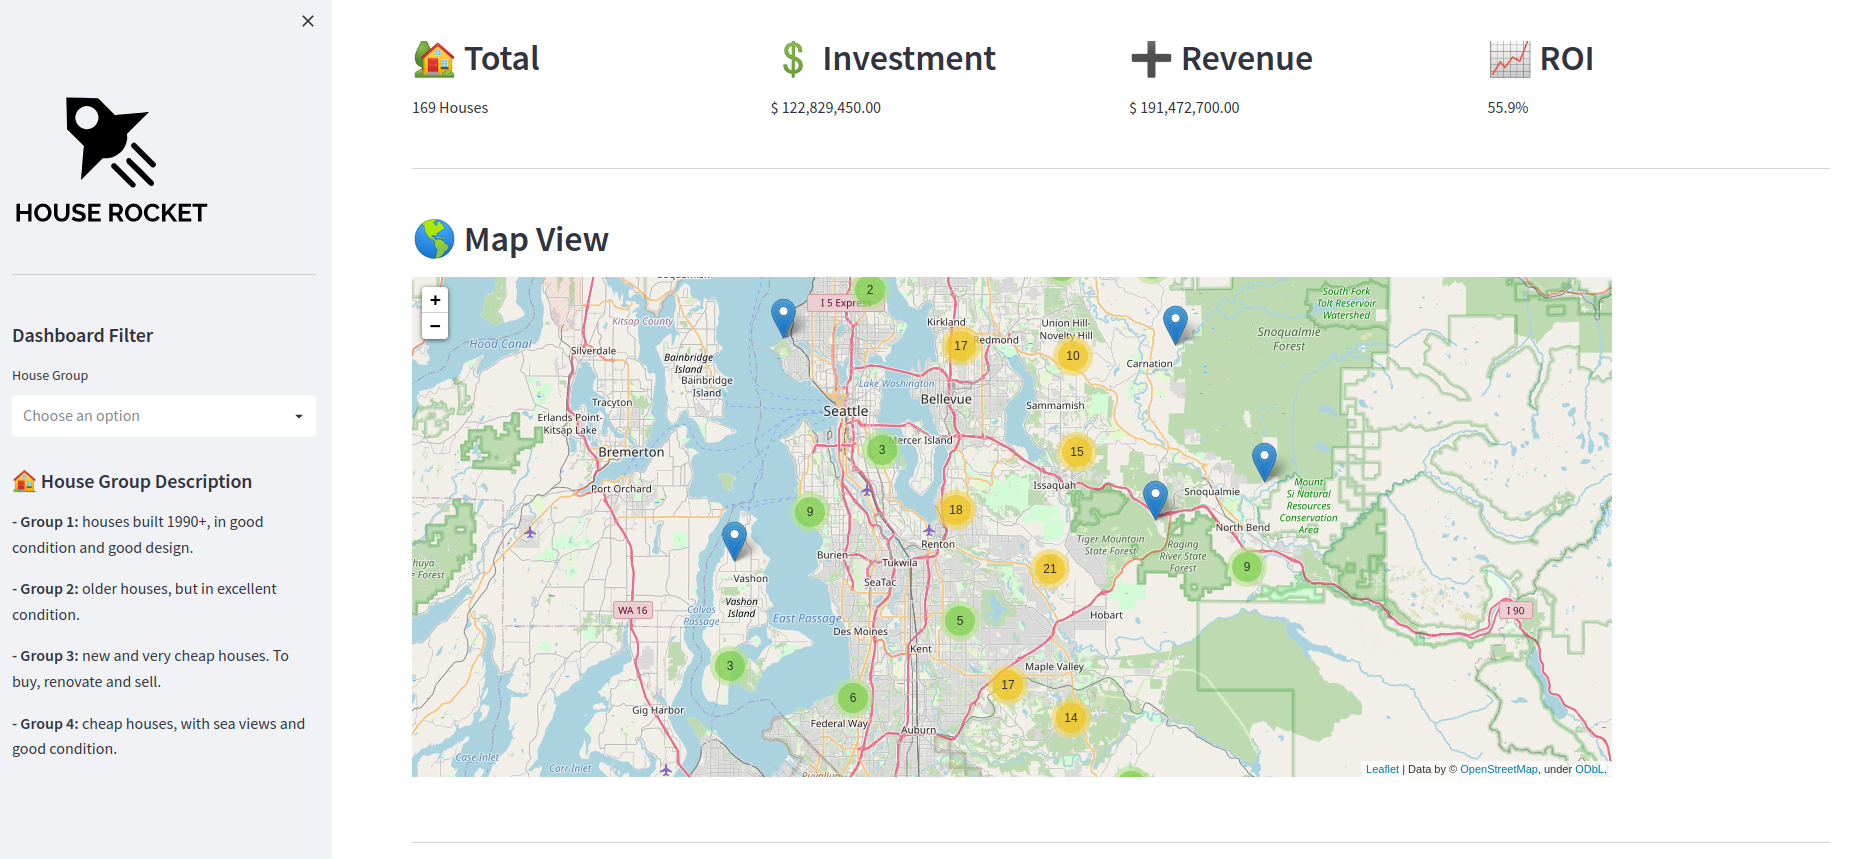 ×
HOUSE ROCKET
Dashboard Filter
House Group
Choose an option
House Group Description
- Group 1: houses built 1990+, in good
condition and good design.
- Group 2: older houses, but in excellent
condition.
- Group 3: new and very cheap houses. To
buy, renovate and sell.
- Group 4: cheap houses, with sea views and
good condition.
Total
Investment
Revenue
ROI
169 Houses
$ 122,829,450.00
$ 191,472,700.00
55.9%
Map View
+
−
2
I 5 Express
South Fork
Tolt Reservoir
Watershed
Kitsap County
Kirkland
Union Hill-
Novelty Hill
Snoqualmie
Forest
Hood Canal
Silverdale
17
Redmond
10
Bainbridge
Island
Bainbridge
Island
Carnation
Lake Washington
Tracyton
Bellevue
Sammamish
Seattle
Erlands Point-
Kitsap Lake
Bremerton
3
Mercer Island
15
Port Orchard
Issaquah
Snoqualmie
Mount
Si Natural
Resources
Conservation
Area
9
18
North Bend
Renton
Tiger Mountain
State Forest
Raging
River State
Forest
Burien
Tukwila
21
9
huya
e Forest
Vashon
SeaTac
WA 16
Vashon
Island
Colvos
Passage
East Passage
5
Hobart
I 90
Des Moines
Kent
3
Maple Valley
17
6
Gig Harbor
Federal Way
14
Auburn
Case Inlet
Carr Inlet
Puyallup
Leaflet | Data by © OpenStreetMap, under ODbL.